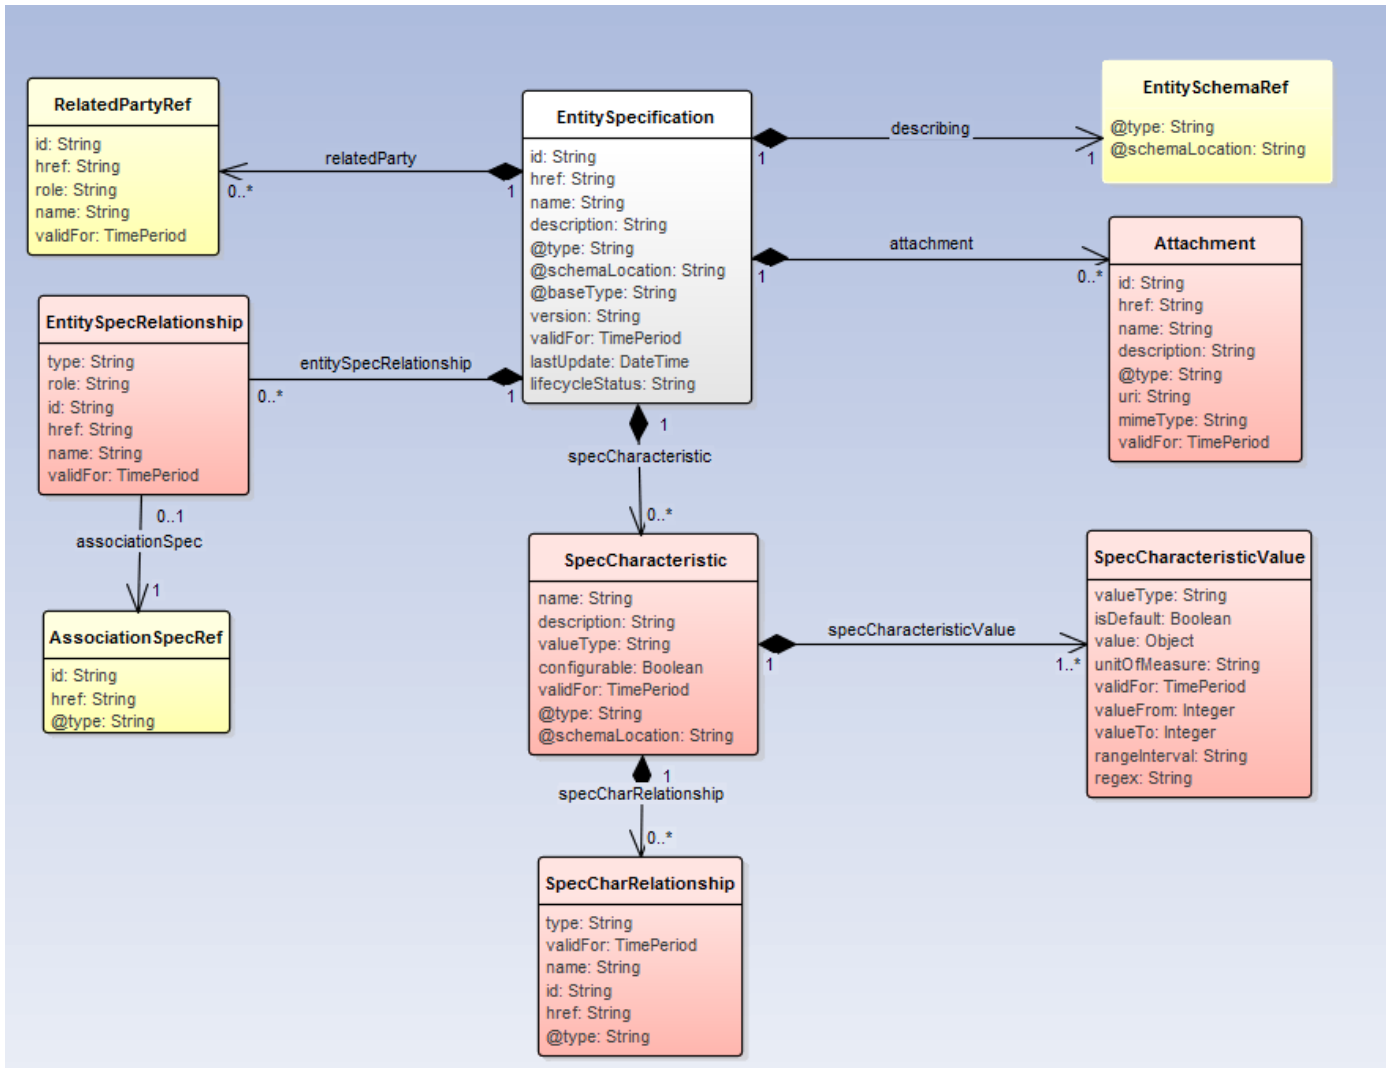 RelatedPartyRef
id: String
href: String
role: String
name: String
validFor: TimePeriod
relatedParty
0..*
1
EntitySpecification
id: String
href: String
name: String
description: String
@type: String
@schemaLocation: String
@baseType: String
version: String
validFor: TimePeriod
lastUpdate: DateTime
lifecycleStatus: String
describing
1
1
EntitySchemaRef
@type: String
@schemaLocation: String
attachment
1
0..*
Attachment
id: String
href: String
name: String
description: String
@type: String
uri: String
mimeType: String
validFor: TimePeriod
EntitySpecRelationship
type: String
role: String
id: String
href: String
name: String
validFor: TimePeriod
entitySpecRelationship
0..*
1
0..1
associationSpec
1
AssociationSpecRef
id: String
href: String
@type: String
1
specCharacteristic
0..*
SpecCharacteristic
name: String
description: String
valueType: String
configurable: Boolean
validFor: TimePeriod
@type: String
@schemaLocation: String
specCharacteristicValue
1
1..*
SpecCharacteristicValue
valueType: String
isDefault: Boolean
value: Object
unitOfMeasure: String
validFor: TimePeriod
valueFrom: Integer
valueTo: Integer
rangeInterval: String
regex: String
1
specCharRelationship
0..*
SpecCharRelationship
type: String
validFor: TimePeriod
name: String
id: String
href: String
@type: String